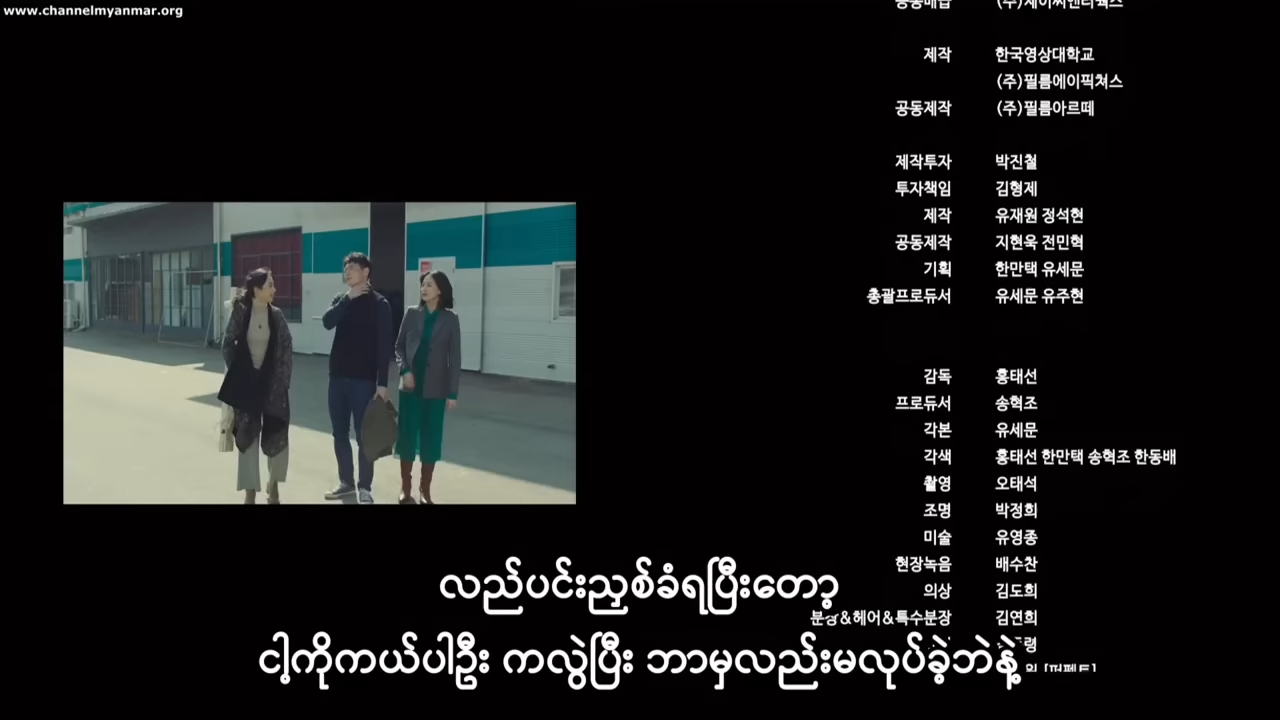 www.channelmyanmar.org
제작 한국영상대학교
(주)필름에이픽쳐스
공동제작 (주)필름아르떼
제작투자 박진철
투자책임 김형제
제작 유재원 정석현
공동제작 지현욱 전민혁
기획 한만택 유세문
총괄프로듀서 유세문 유주현
감독 홍태선
프로듀서 송혁조
각본 유세문
각색 홍태선 한만택 송혁조 한동배
촬영 오태석
조명 박정희
미술 유영종
현장녹음 배수찬
의상 김도희
분장&헤어&특수분장 김연희
လည်ပင်းညှစ်ခံရပြီးတော့
ငါ့ကိုကယ်ပါဦး ကလွဲပြီး ဘာမှလည်းမလုပ်ခဲ့ဘဲနဲ့